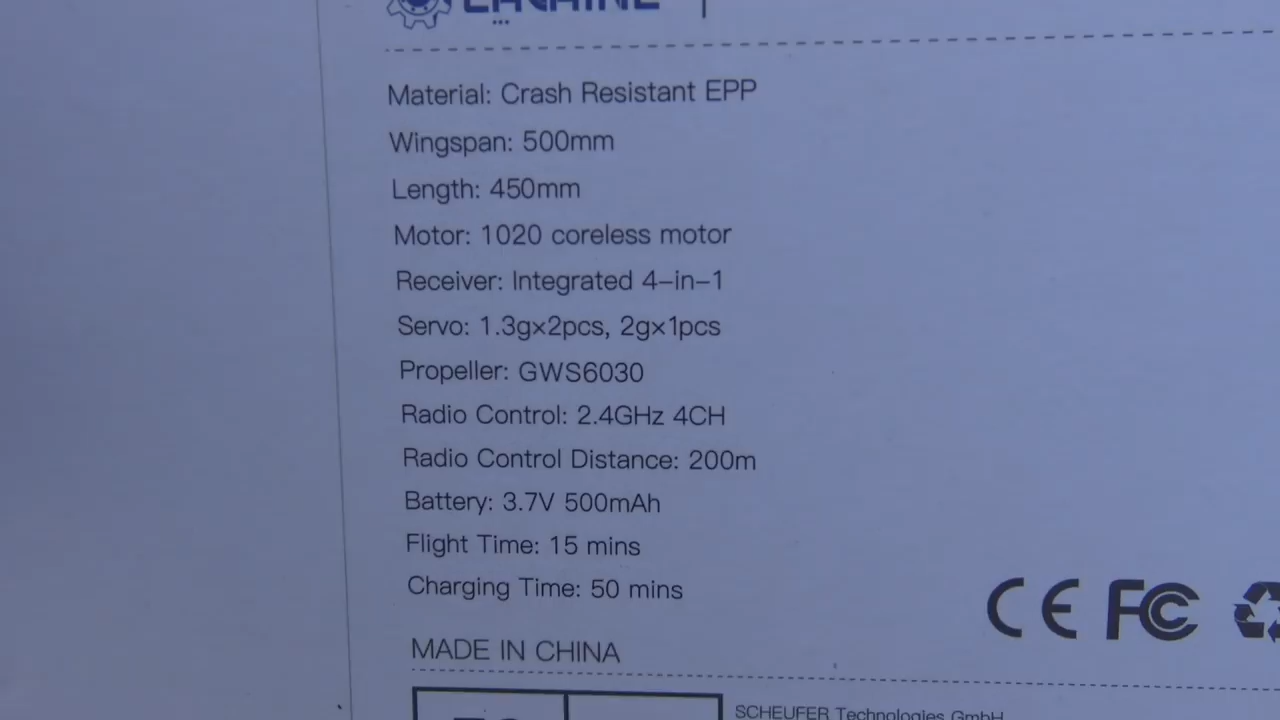 Material: Crash Resistant EPP
Wingspan: 500mm
Length: 450mm
Motor: 1020 coreless motor
Receiver: Integrated 4-in-1
Servo: 1.3g×2pcs, 2g×1pcs
Propeller: GWS6030
Radio Control: 2.4GHz 4CH
Radio Control Distance: 200m
Battery: 3.7V 500mAh
Flight Time: 15 mins
Charging Time: 50 mins
CE FC
MADE IN CHINA
SCHEUFER Technologies GmbH